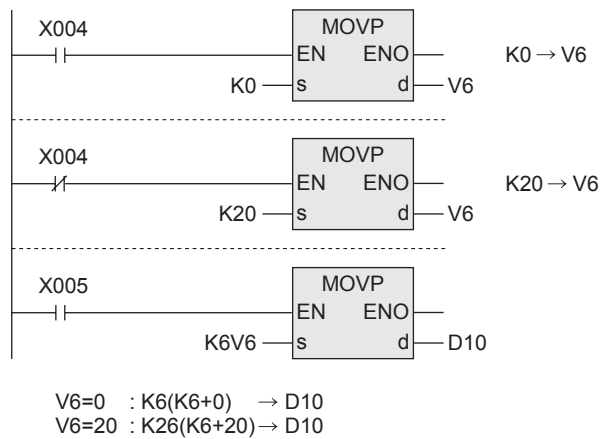 X004
MOVP
EN ENO
K0 → V6
K0 s d V6
X004
MOVP
EN ENO
K20 → V6
K20 s d V6
X005
MOVP
EN ENO
K6V6 s d D10
V6=0 : K6(K6+0) → D10
V6=20 : K26(K6+20) → D10